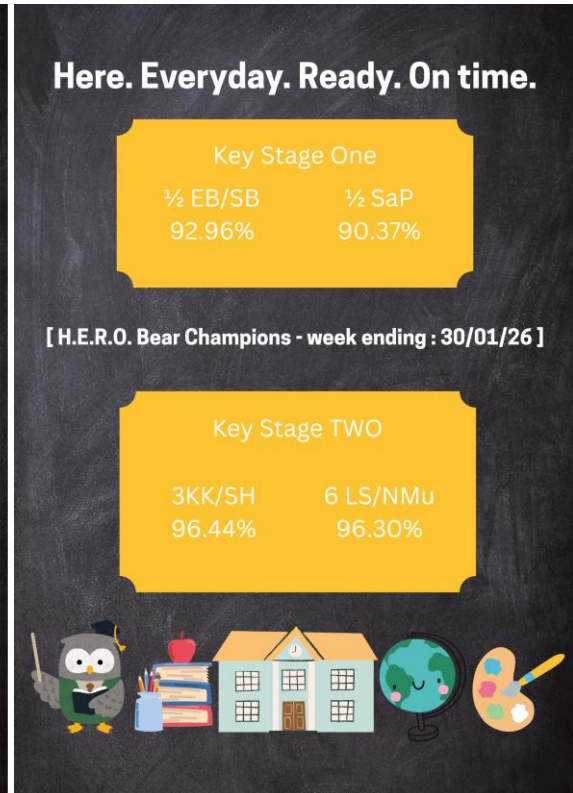 Here. Everyday. Ready. On time.
Key Stage One
½ EB/SB ½ SaP
92.96% 90.37%
[ H.E.R.O. Bear Champions - week ending : 30/01/26 ]
Key Stage TWO
3KK/SH 6 LS/NMu
96.44% 96.30%